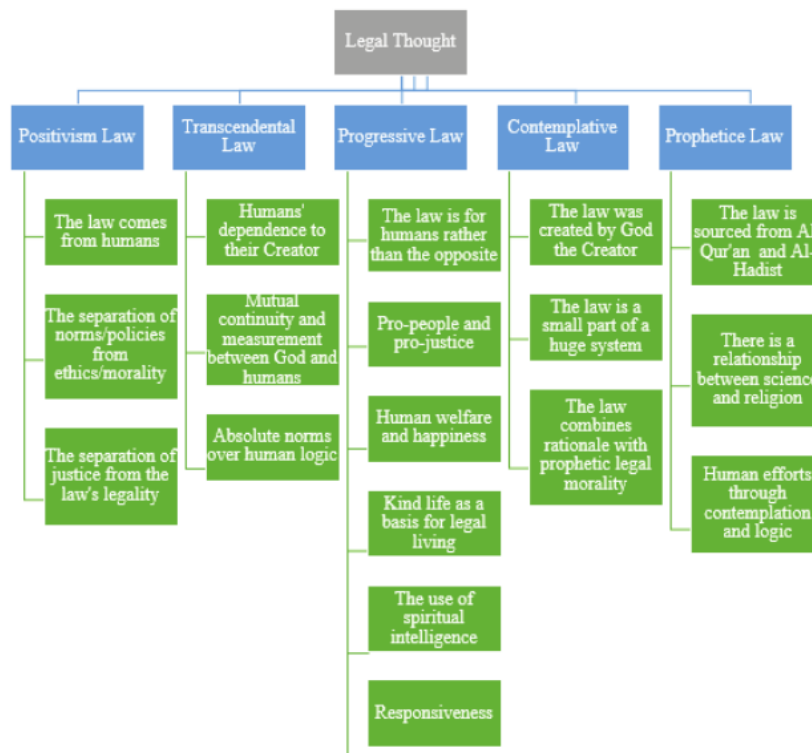 Legal Thought
Positivism Law
Transcendental
Law
Progressive Law
Contemplative
Law
Prophetice Law
The law comes
from humans
The separation of
norms/policies
from
ethics/morality
The separation of
justice from the
law's legality
Humans'
dependence to
their Creator
Mutual
continuity and
measurement
between God and
humans
Absolute norms
over human logic
The law is for
humans rather
than the opposite
Pro-people and
pro-justice
Human welfare
and happiness
Kind life as a
basis for legal
living
The use of
spiritual
intelligence
Responsiveness
The law was
created by God
the Creator
The law is a
small part of a
huge system
The law
combines
rationale with
prophetic legal
morality
The law is
sourced from Al-
Qur'an and Al-
Hadist
There is a
relationship
between science
and religion
Human efforts
through
contemplation
and logic